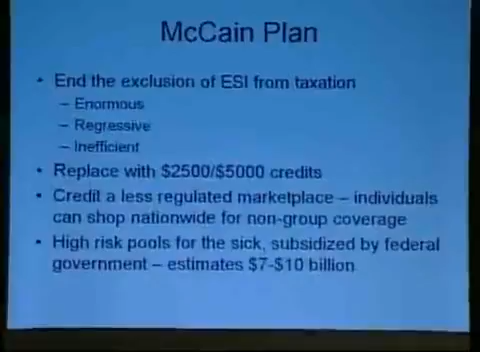 McCain Plan
• End the exclusion of ESI from taxation
– Enormous
– Regressive
– Inefficient
• Replace with $2500/$5000 credits
• Credit a less regulated marketplace – individuals
can shop nationwide for non-group coverage
• High risk pools for the sick, subsidized by federal
government – estimates $7-$10 billion